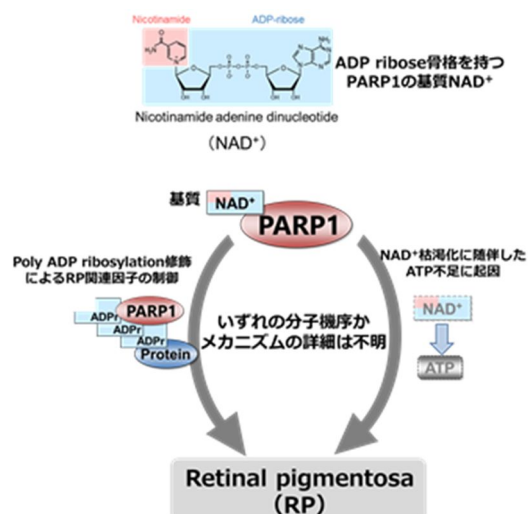 Nicotinamide
ADP-ribose
NH₂
H₂N
O
ADP ribose骨格を持つ
PARP1の基質NAD⁺
Nicotinamide adenine dinucleotide
（NAD⁺）
基質
NAD⁺
PARP1
Poly ADP ribosylation修飾
によるRP関連因子の制御
NAD⁺枯渇化に随伴した
ATP不足に起因
PARP1
ADPr
ADPr
ADPr
Protein
いずれの分子機序か
メカニズムの詳細は不明
NAD⁺
ATP
Retinal pigmentosa
（RP）